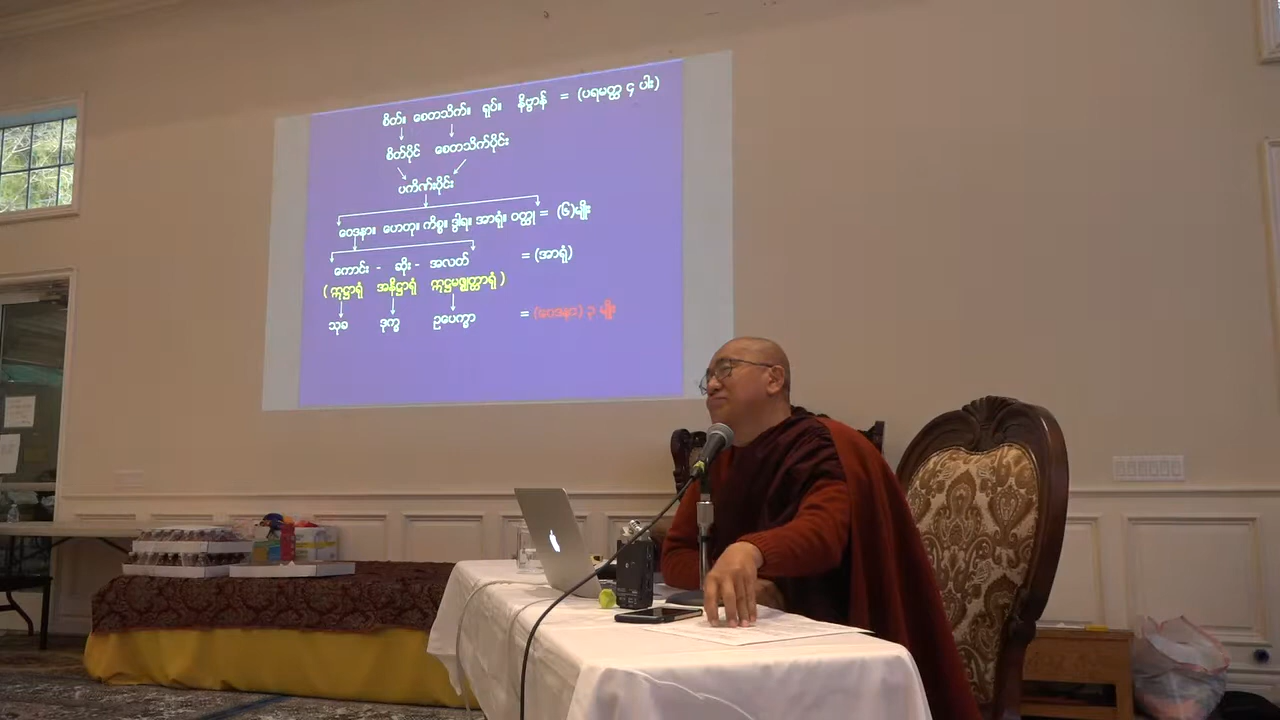 စိတ်။ စေတသိက်။ ရုပ်။ နိဗ္ဗာန် = (ပရမတ္ထ ၄ ပါး)
စိတ်ပိုင် စေတသိက်ပိုင်း
ပကိဏ်းပိုင်း
ဝေဒနာ။ ဟေတု။ ကိစ္စ။ ဒွါရ။ အာရုံ။ ဝတ္ထု = (၆)မျိုး
ကောင်း - ဆိုး - အလတ် = (အာရုံ)
(ဣဋ္ဌာရုံ အနိဋ္ဌာရုံ ဣဋ္ဌမဇ္ဈတ္တာရုံ )
သုခ ဒုက္ခ ဥပေက္ခာ = (ဝေဒနာ) ၃ မျိုး